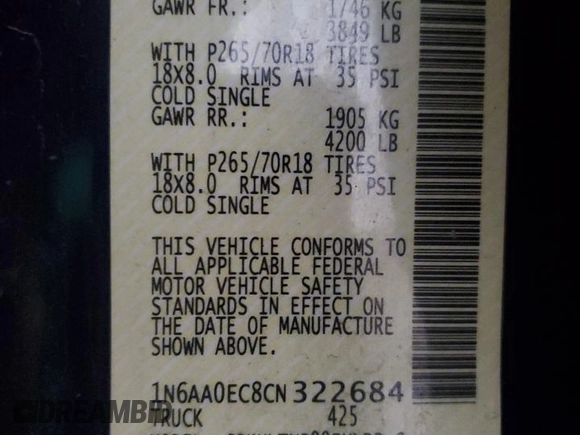 GAWR FR.: 1746 KG
3849 LB
WITH P265/70R18 TIRES
18X8.0 RIMS AT 35 PSI
COLD SINGLE
GAWR RR.: 1905 KG
4200 LB
WITH P265/70R18 TIRES
18X8.0 RIMS AT 35 PSI
COLD SINGLE
THIS VEHICLE CONFORMS TO
ALL APPLICABLE FEDERAL
MOTOR VEHICLE SAFETY
STANDARDS IN EFFECT ON
THE DATE OF MANUFACTURE
SHOWN ABOVE.
1N6AA0EC8CN322684
TRUCK 425
DREAMBID